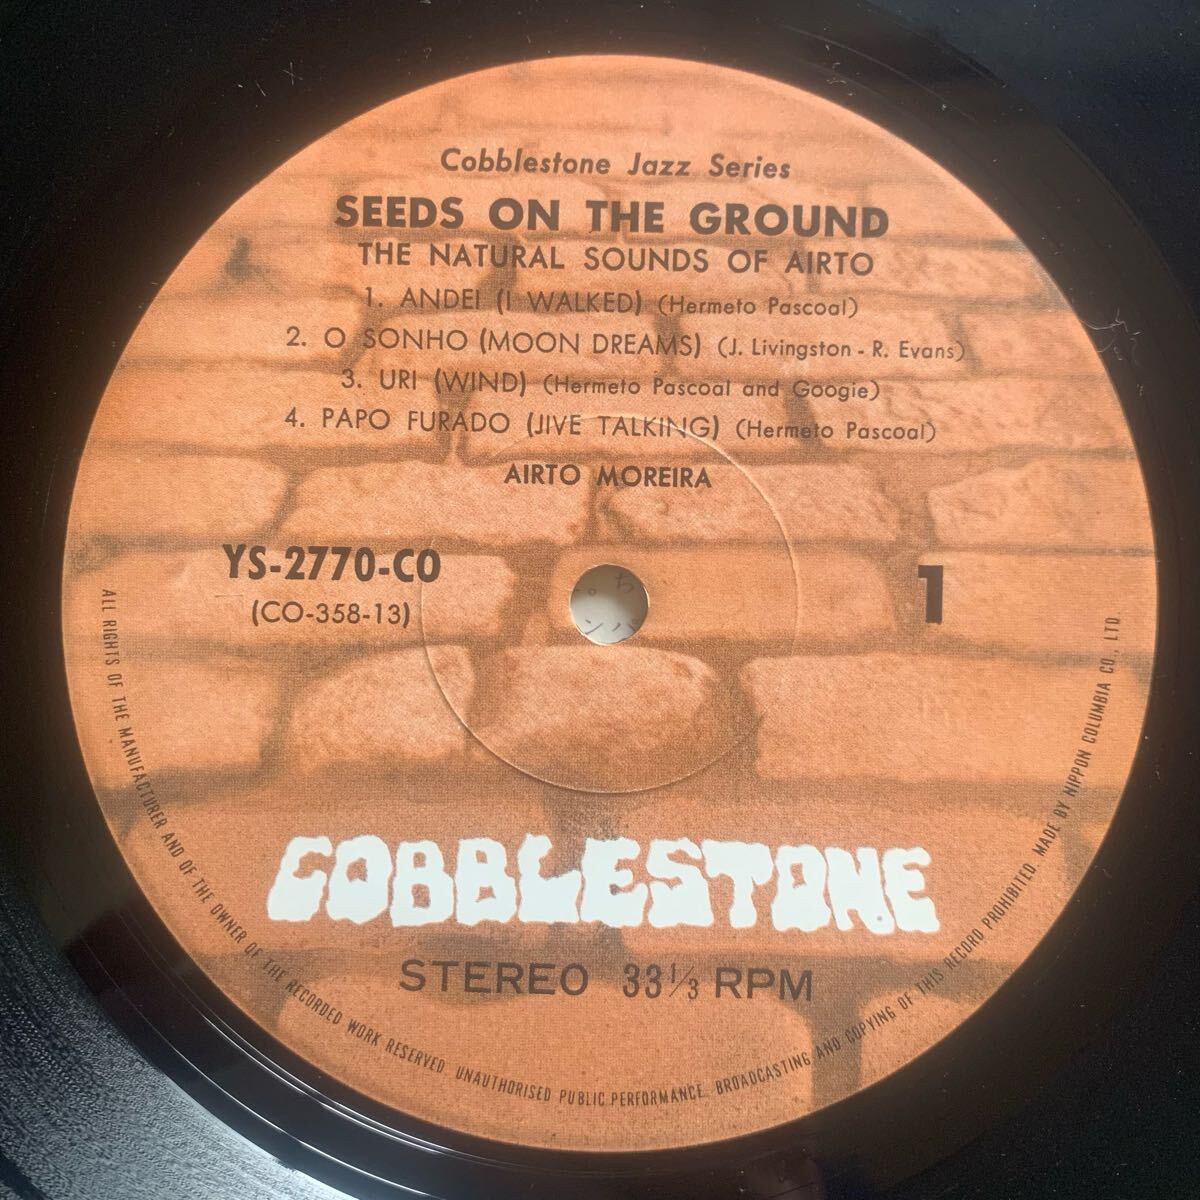 Cobblestone Jazz Series
SEEDS ON THE GROUND
THE NATURAL SOUNDS OF AIRTO
1. ANDEI (I WALKED) (Hermeto Pascoal)
2. O SONHO (MOON DREAMS) (J. Livingston - R. Evans)
3. URI (WIND) (Hermeto Pascoal and Googie)
4. PAPO FURADO (JIVE TALKING) (Hermeto Pascoal)
AIRTO MOREIRA
YS-2770-CO
(CO-358-13)
1
COBBLESTONE
STEREO 33 1/3 RPM
ALL RIGHTS OF THE MANUFACTURER AND OF THE OWNER OF THE RECORDED WORK RESERVED. UNAUTHORISED PUBLIC PERFORMANCE. BROADCASTING AND COPYING OF THIS RECORD PROHIBITED. MADE BY NIPPON COLUMBIA CO., LTD.